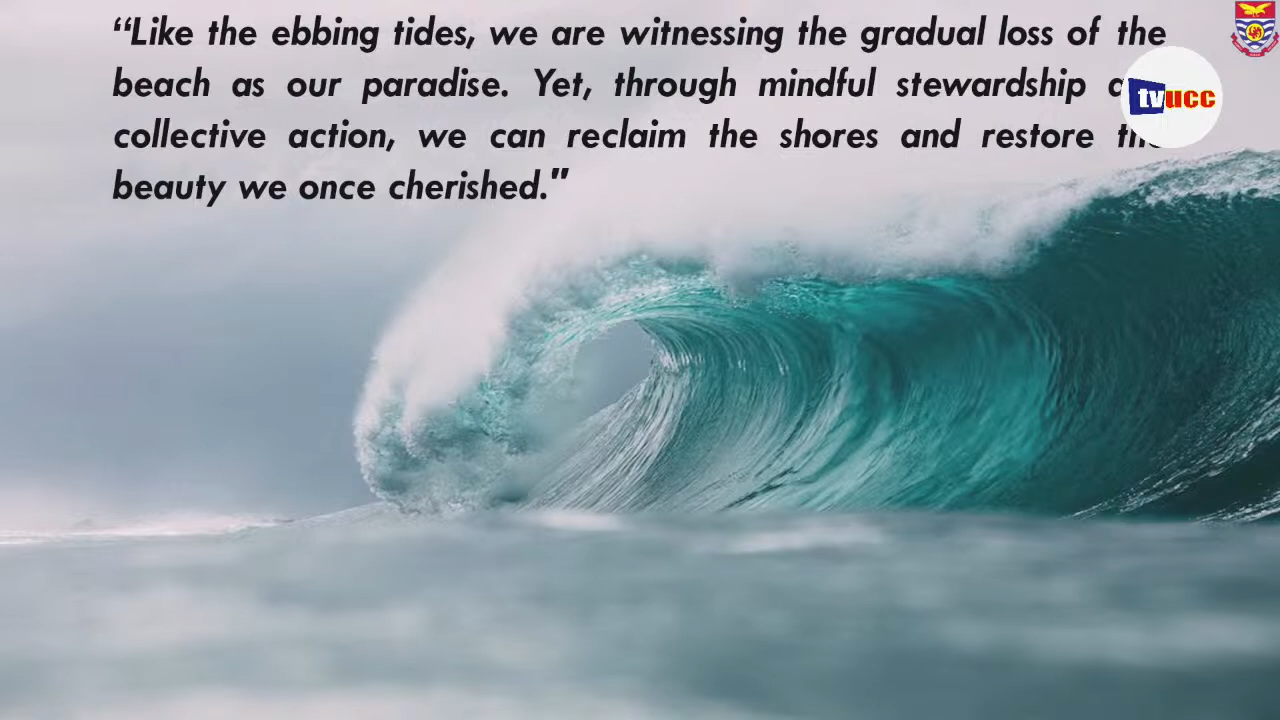 “Like the ebbing tides, we are witnessing the gradual loss of the
beach as our paradise. Yet, through mindful stewardship
collective action, we can reclaim the shores and restore
beauty we once cherished."
tvucc